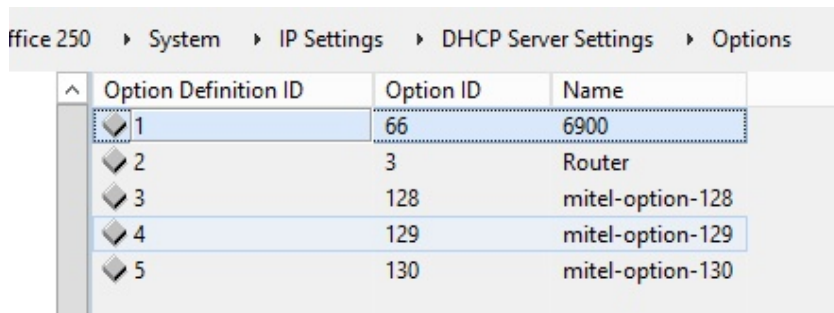 ffice 250 System IP Settings DHCP Server Settings Options
Option Definition ID Option ID Name
1 66 6900
2 3 Router
3 128 mitel-option-128
4 129 mitel-option-129
5 130 mitel-option-130